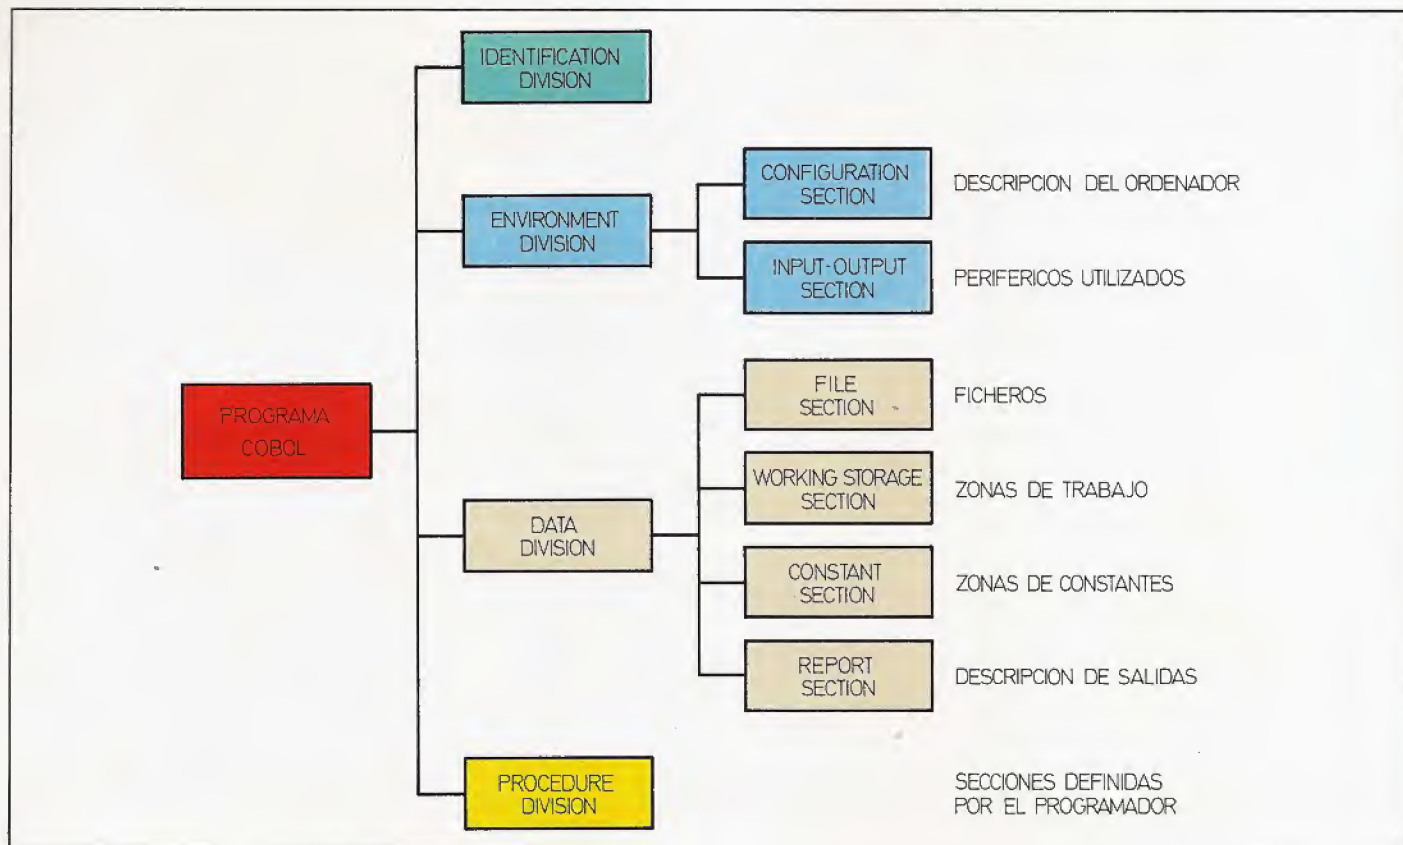 IDENTIFICATION
DIVISION
ENVIRONMENT
DIVISION
CONFIGURATION
SECTION
DESCRIPCION DEL ORDENADOR
INPUT-OUTPUT
SECTION
PERIFERICOS UTILIZADOS
PROGRAMA
COBOL
DATA
DIVISION
FILE
SECTION
FICHEROS
WORKING STORAGE
SECTION
ZONAS DE TRABAJO
CONSTANT
SECTION
ZONAS DE CONSTANTES
REPORT
SECTION
DESCRIPCION DE SALIDAS
PROCEDURE
DIVISION
SECCIONES DEFINIDAS
POR EL PROGRAMADOR